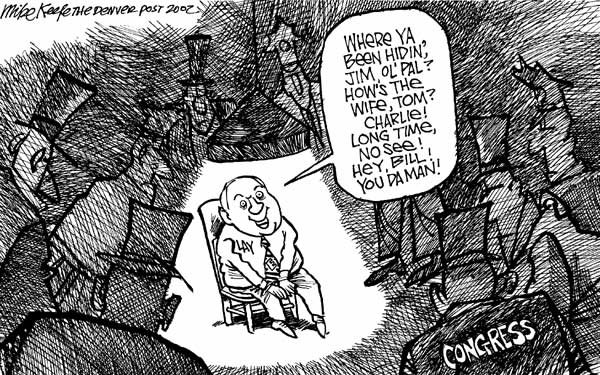 Mike Keefe THE DENVER POST 2002
WHERE YA
BEEN HIDIN',
JIM OL' PAL?
HOW'S THE
WIFE, TOM?
CHARLIE!
LONG TIME,
NO SEE!
HEY, BILL!
YOU DA MAN!
LAY
CONGRESS